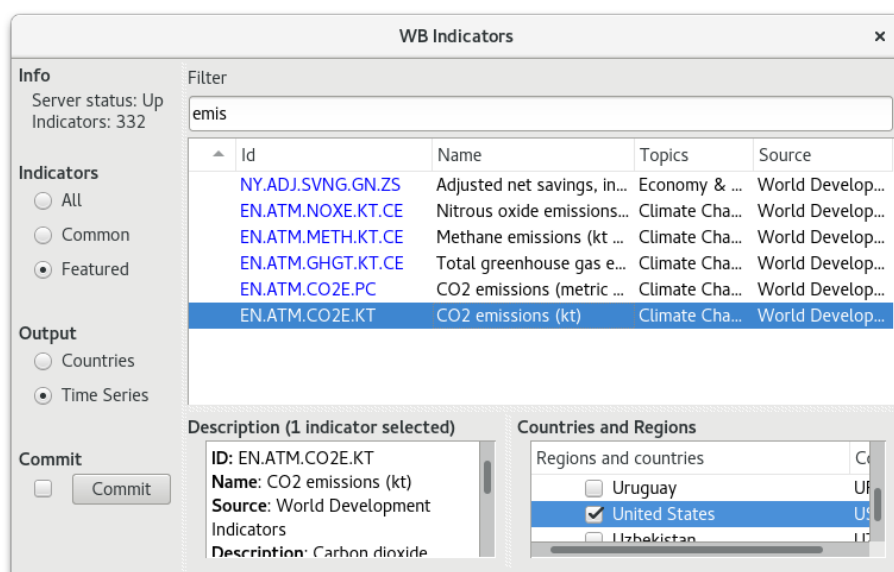 WB Indicators
Info
Server status: Up
Indicators: 332
Indicators
All
Common
Featured
Output
Countries
Time Series
Commit
Commit
Filter
emis
Id Name Topics Source
NY.ADJ.SVNG.GN.ZS Adjusted net savings, in... Economy & ... World Develop...
EN.ATM.NOXE.KT.CE Nitrous oxide emissions... Climate Cha... World Develop...
EN.ATM.METH.KT.CE Methane emissions (kt ... Climate Cha... World Develop...
EN.ATM.GHGT.KT.CE Total greenhouse gas e... Climate Cha... World Develop...
EN.ATM.CO2E.PC CO2 emissions (metric ... Climate Cha... World Develop...
EN.ATM.CO2E.KT CO2 emissions (kt) Climate Cha... World Develop...
Description (1 indicator selected)
ID: EN.ATM.CO2E.KT
Name: CO2 emissions (kt)
Source: World Development
Indicators
Description: Carbon dioxide
Countries and Regions
Regions and countries
Uruguay
United States
Uzbekistan